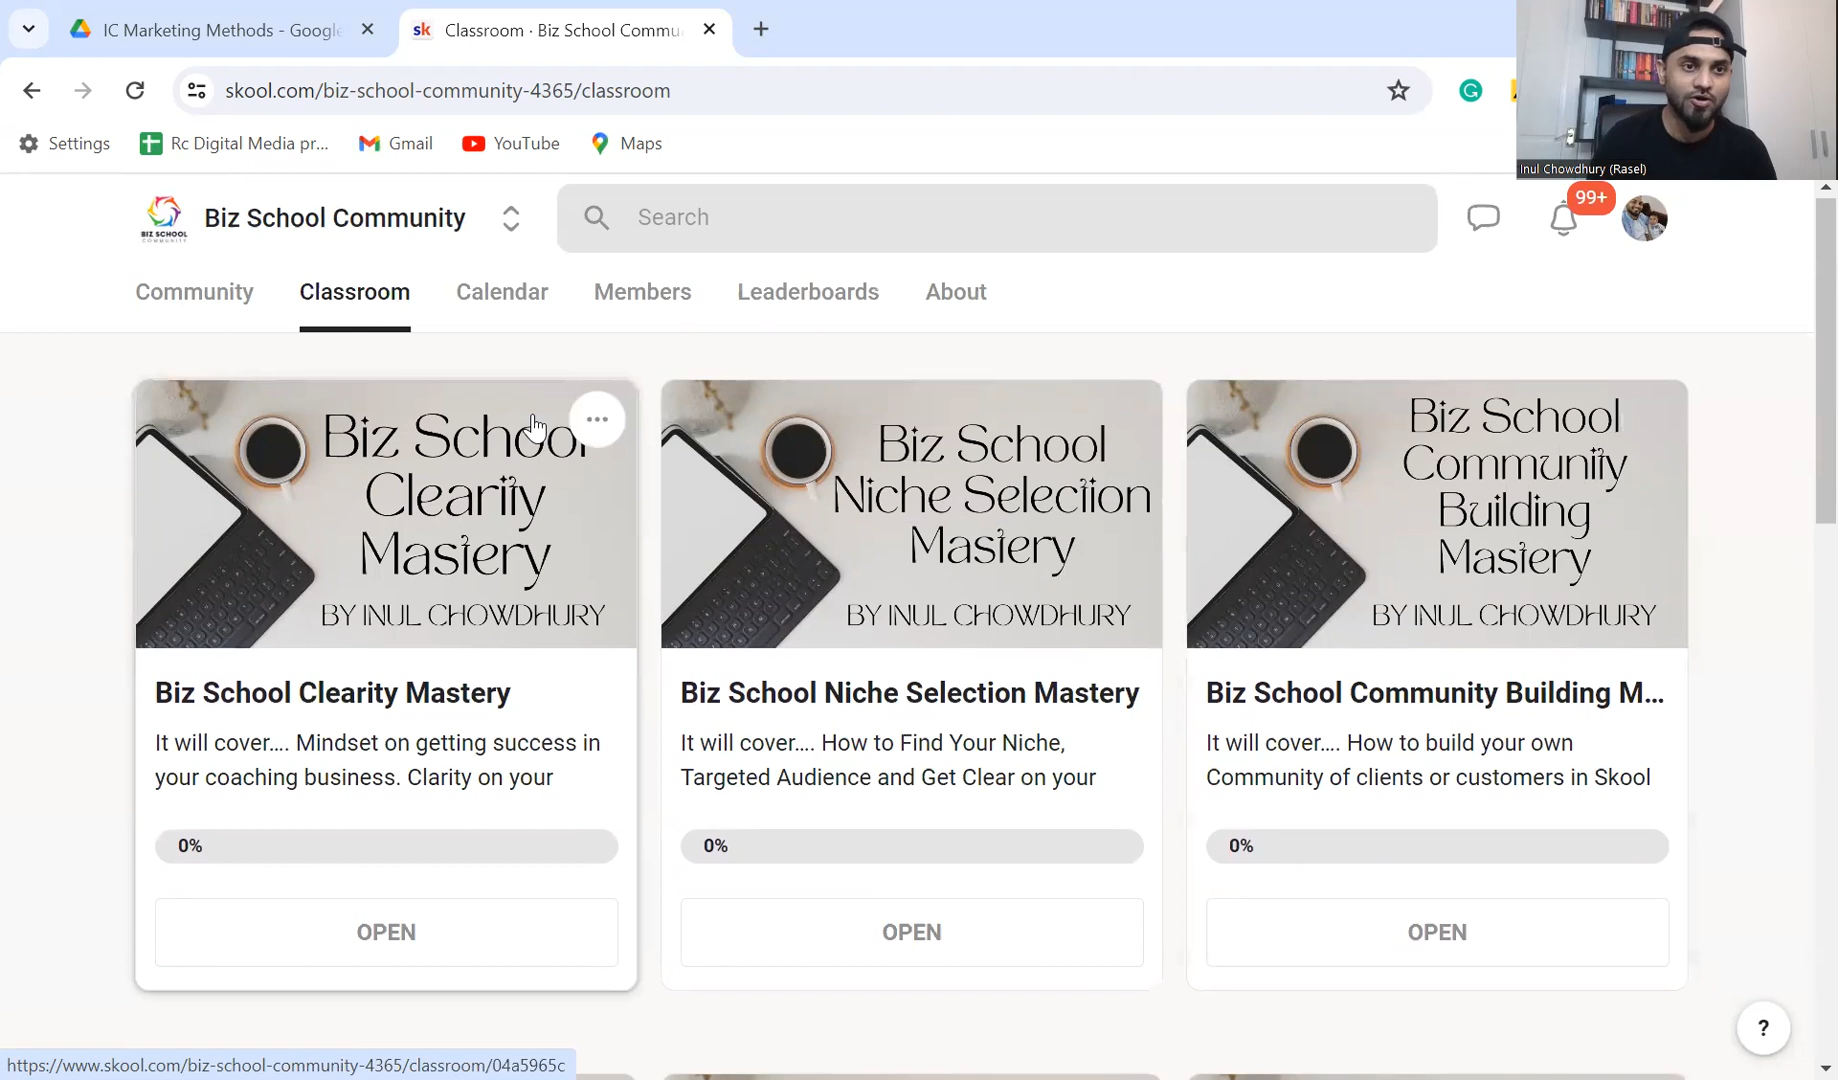 IC Marketing Methods - Google
sk
Classroom · Biz School Commu
skool.com/biz-school-community-4365/classroom
Settings
Rc Digital Media pr...
Gmail
YouTube
Maps
Inul Chowdhury (Rasel)
BIZ SCHOOL
COMMUNITY
Biz School Community
Search
99+
Community
Classroom
Calendar
Members
Leaderboards
About
Biz School
Clearity
Mastery
BY INUL CHOWDHURY
Biz School
Niche Selection
Mastery
BY INUL CHOWDHURY
Biz School
Community
Building
Mastery
BY INUL CHOWDHURY
Biz School Clearity Mastery
It will cover.... Mindset on getting success in
your coaching business. Clarity on your
0%
OPEN
Biz School Niche Selection Mastery
It will cover.... How to Find Your Niche,
Targeted Audience and Get Clear on your
0%
OPEN
Biz School Community Building M...
It will cover.... How to build your own
Community of clients or customers in Skool
0%
OPEN
?
https://www.skool.com/biz-school-community-4365/classroom/04a5965c